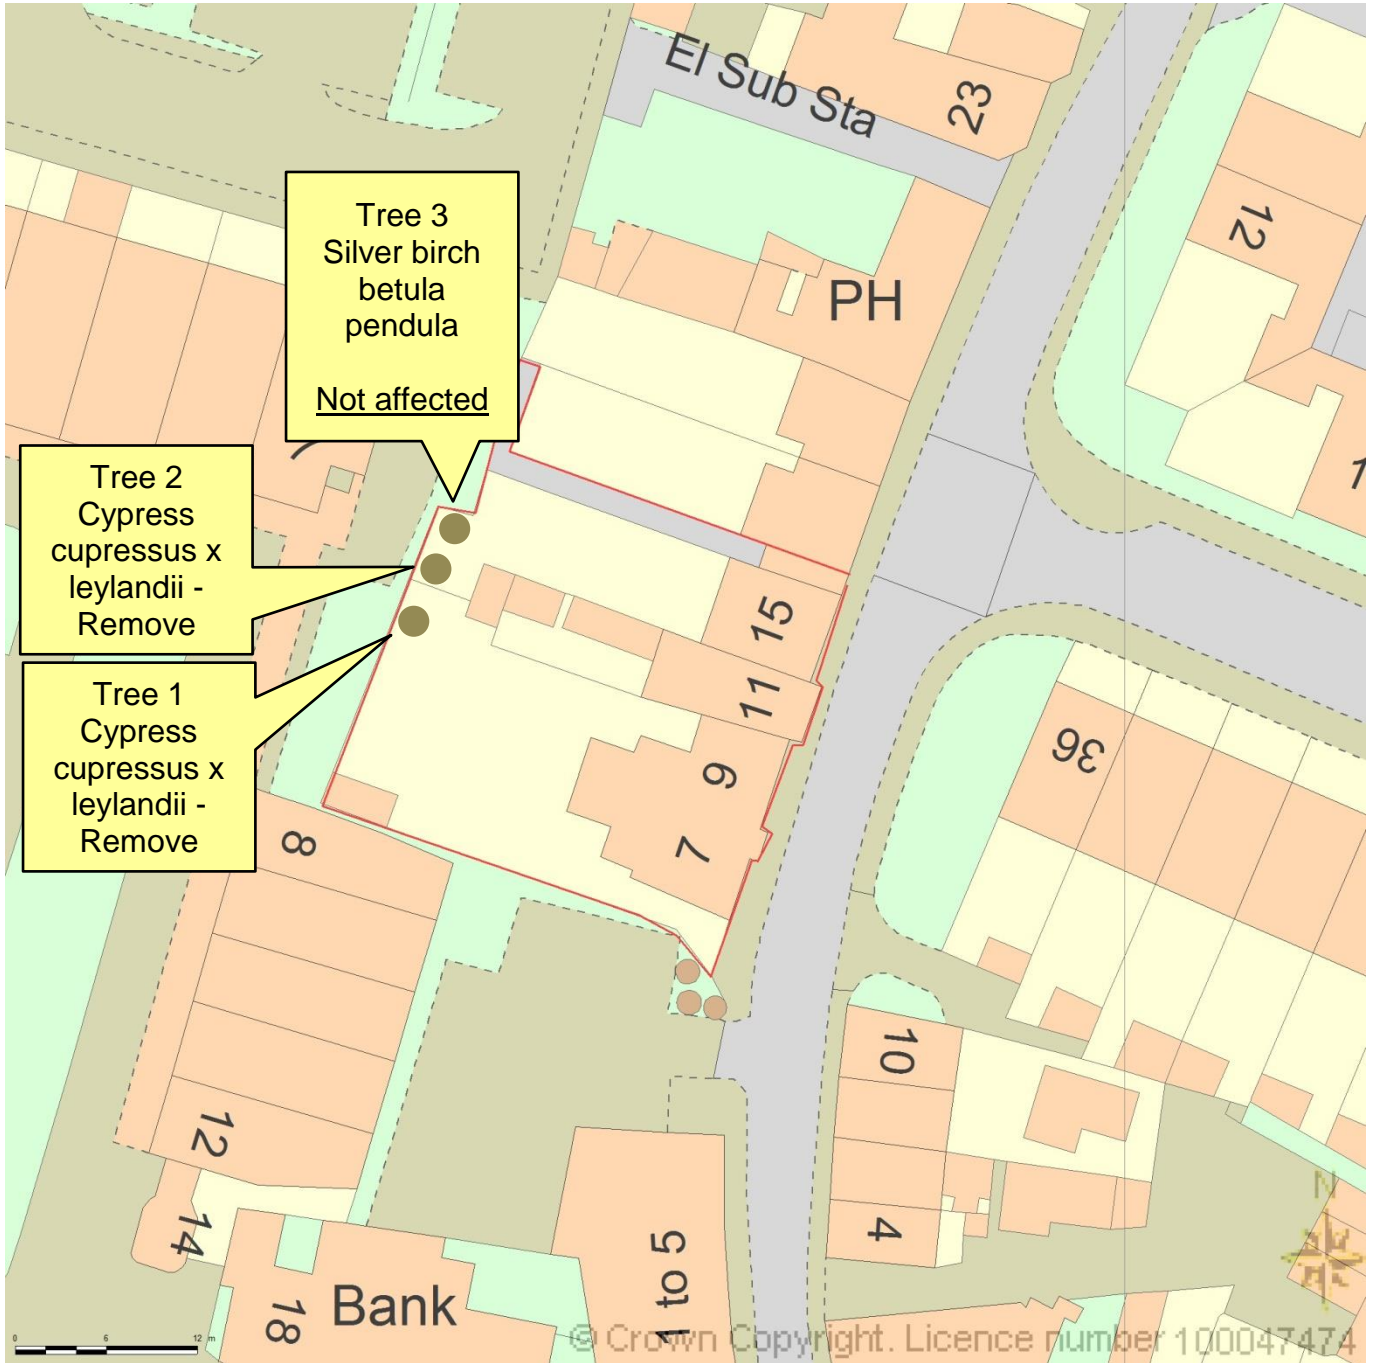 El Sub Sta
23
12
Tree 3
Silver birch
betula
pendula
Not affected
PH
7
1
Tree 2
Cypress
cupressus x
leylandii -
Remove
15
11
Tree 1
Cypress
cupressus x
leylandii -
Remove
9
7
36
8
10
12
4
14
1 to 5
18
Bank
N
0 6 12 m
© Crown Copyright. Licence number 100047474